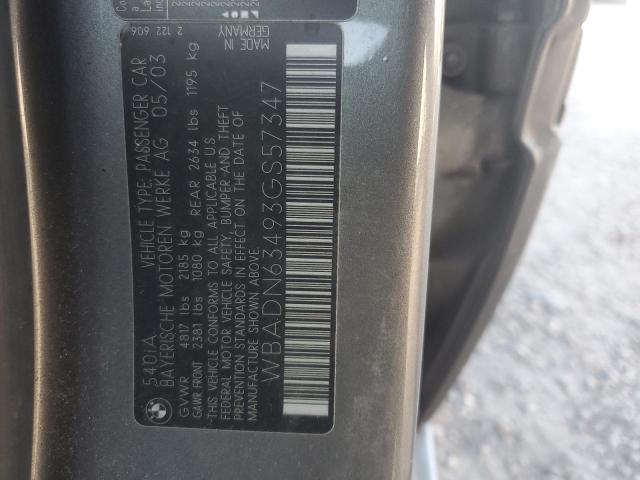 540iA VEHICLE TYPE: PASSENGER CAR 2 122 606
BAYERISCHE MOTOREN WERKE AG 05/03
GVWR 4817 lbs 2185 kg
GAWR FRONT 2381 lbs 1080 kg REAR 2634 lbs 1195 kg
"THIS VEHICLE CONFORMS TO ALL APPLICABLE
FEDERAL MOTOR VEHICLE SAFETY, BUMPER AND THEFT
PREVENTION STANDARDS IN EFFECT ON THE DATE OF
MANUFACTURE SHOWN ABOVE."
MADE IN
GERMANY
WBADN63493GS57347